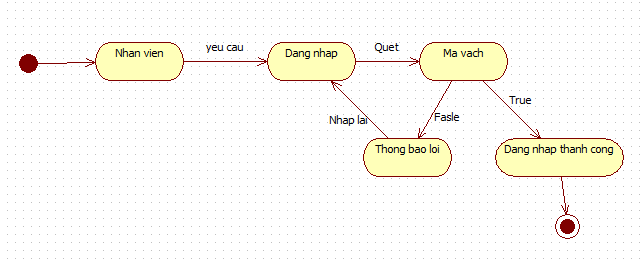 Nhan vien
yeu cau
Dang nhap
Quet
Ma vach
Nhap lai
Fasle
True
Thong bao loi
Dang nhap thanh cong